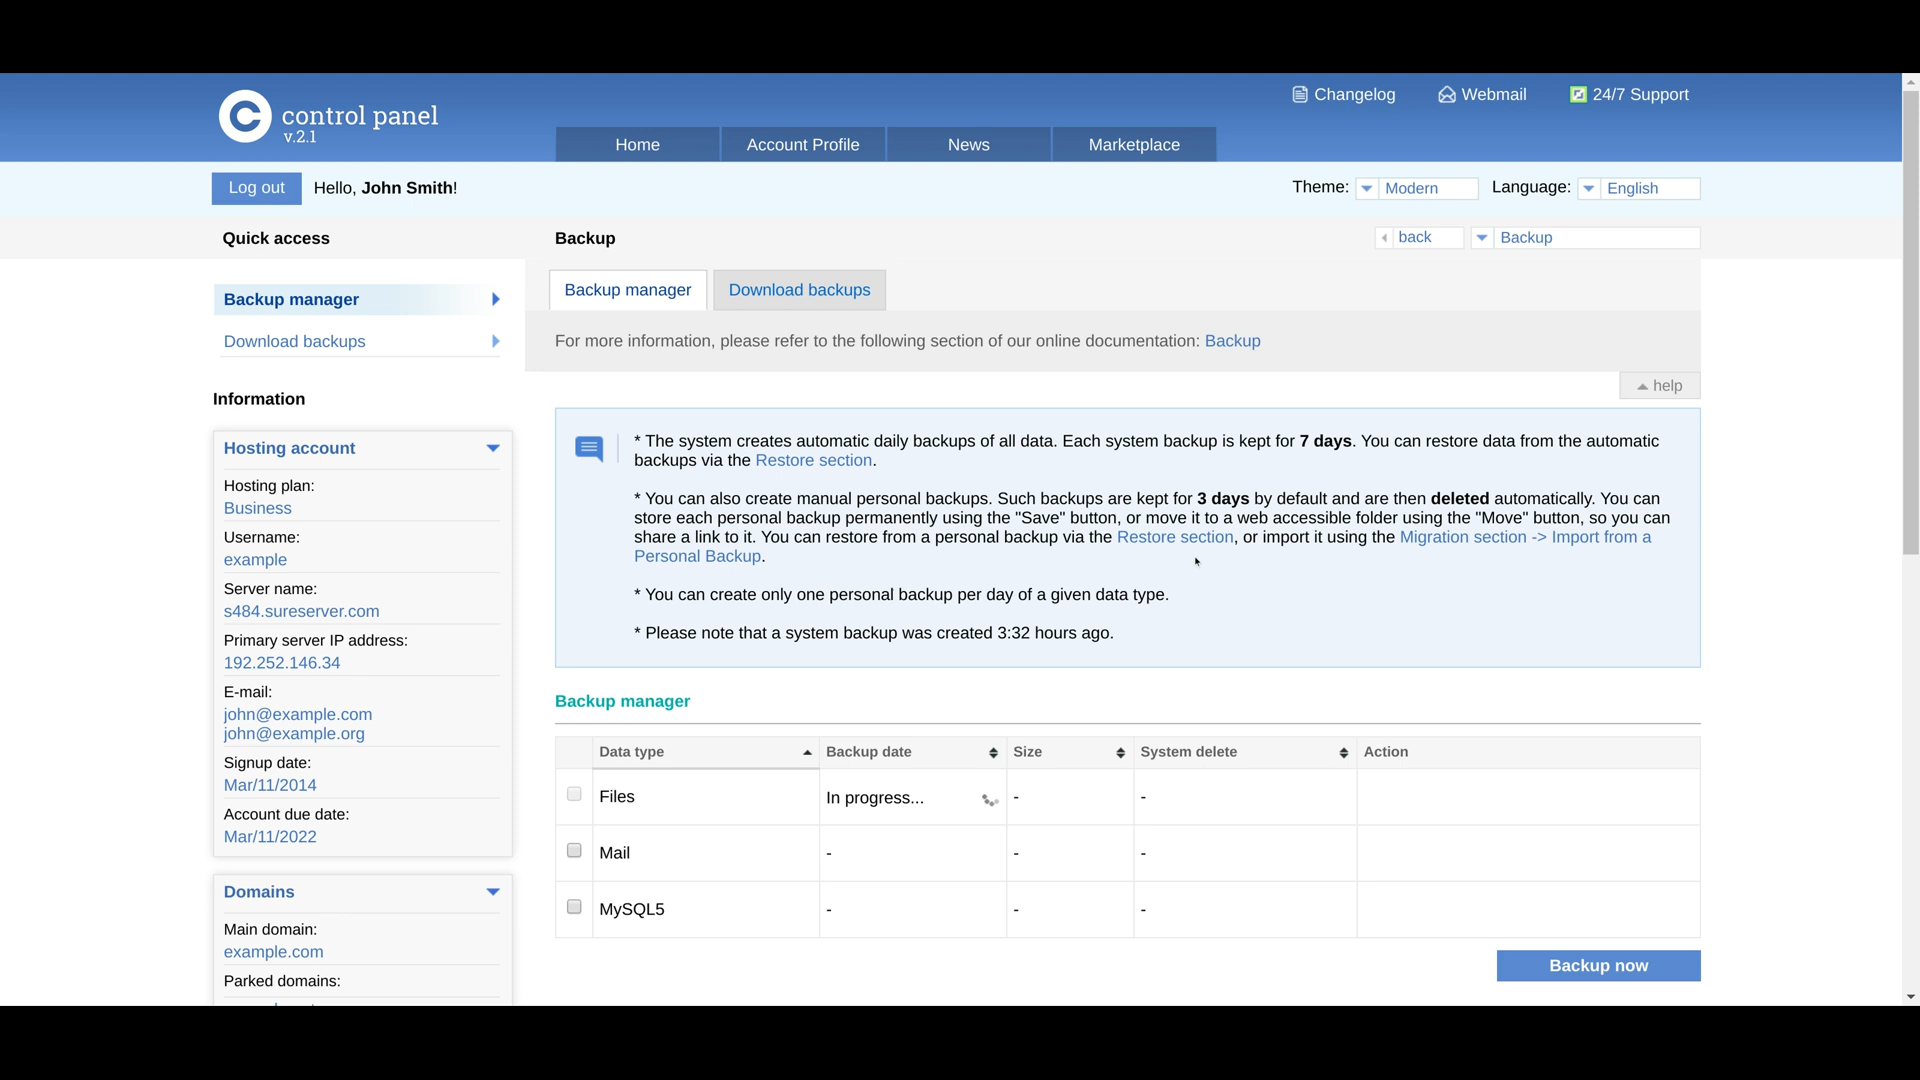 control panel
v.2.1
Changelog
Webmail
24/7 Support
Home
Account Profile
News
Marketplace
Log out
Hello, John Smith!
Theme:
Modern
Language:
English
Quick access
Backup
back
Backup
Backup manager
Download backups
Backup manager
Download backups
For more information, please refer to the following section of our online documentation: Backup
help
Information
Hosting account
Hosting plan:
Business
Username:
example
Server name:
s484.sureserver.com
Primary server IP address:
192.252.146.34
E-mail:
john@example.com
john@example.org
Signup date:
Mar/11/2014
Account due date:
Mar/11/2022
Domains
Main domain:
example.com
Parked domains:
* The system creates automatic daily backups of all data. Each system backup is kept for 7 days. You can restore data from the automatic
backups via the Restore section.
* You can also create manual personal backups. Such backups are kept for 3 days by default and are then deleted automatically. You can
store each personal backup permanently using the "Save" button, or move it to a web accessible folder using the "Move" button, so you can
share a link to it. You can restore from a personal backup via the Restore section, or import it using the Migration section -> Import from a
Personal Backup.
* You can create only one personal backup per day of a given data type.
* Please note that a system backup was created 3:32 hours ago.
Backup manager
Data type Backup date Size System delete Action
Files In progress... - -
Mail - - -
MySQL5 - - -
Backup now